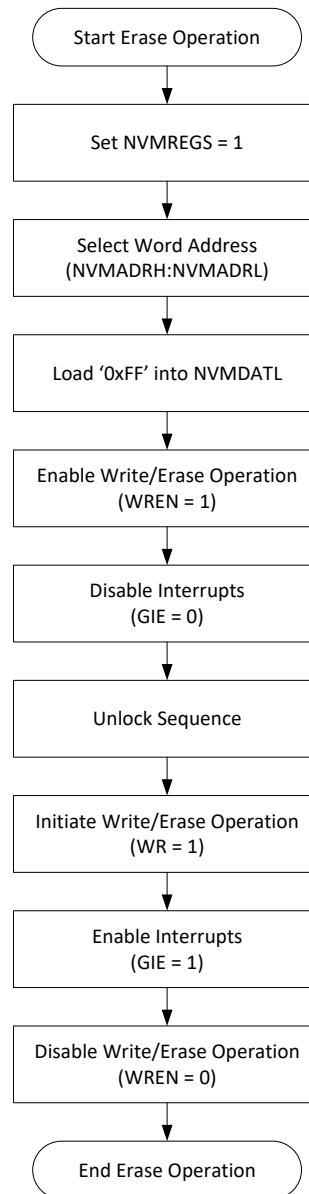 Start Erase Operation
Set NVMREGS = 1
Select Word Address
(NVMADRH:NVMADRL)
Load ‘0xFF’ into NVMDATL
Enable Write/Erase Operation
(WREN = 1)
Disable Interrupts
(GIE = 0)
Unlock Sequence
Initiate Write/Erase Operation
(WR = 1)
Enable Interrupts
(GIE = 1)
Disable Write/Erase Operation
(WREN = 0)
End Erase Operation